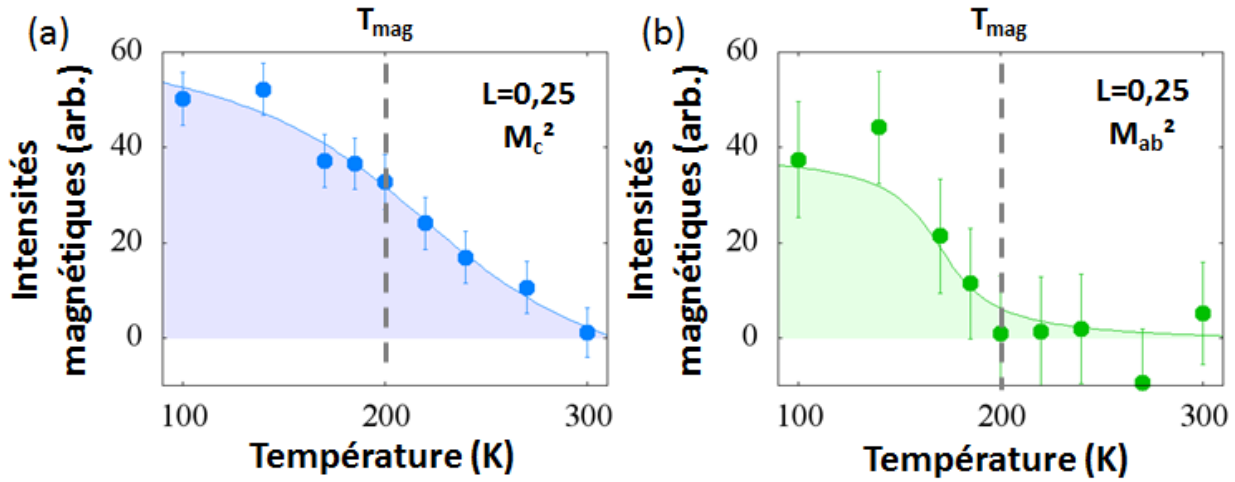 (a)
T_mag
60
40
20
0
L=0,25
M_c²
Intensités
magnétiques (arb.)
100 200 300
Température (K)
(b)
T_mag
60
40
20
0
L=0,25
M_ab²
Intensités
magnétiques (arb.)
100 200 300
Température (K)